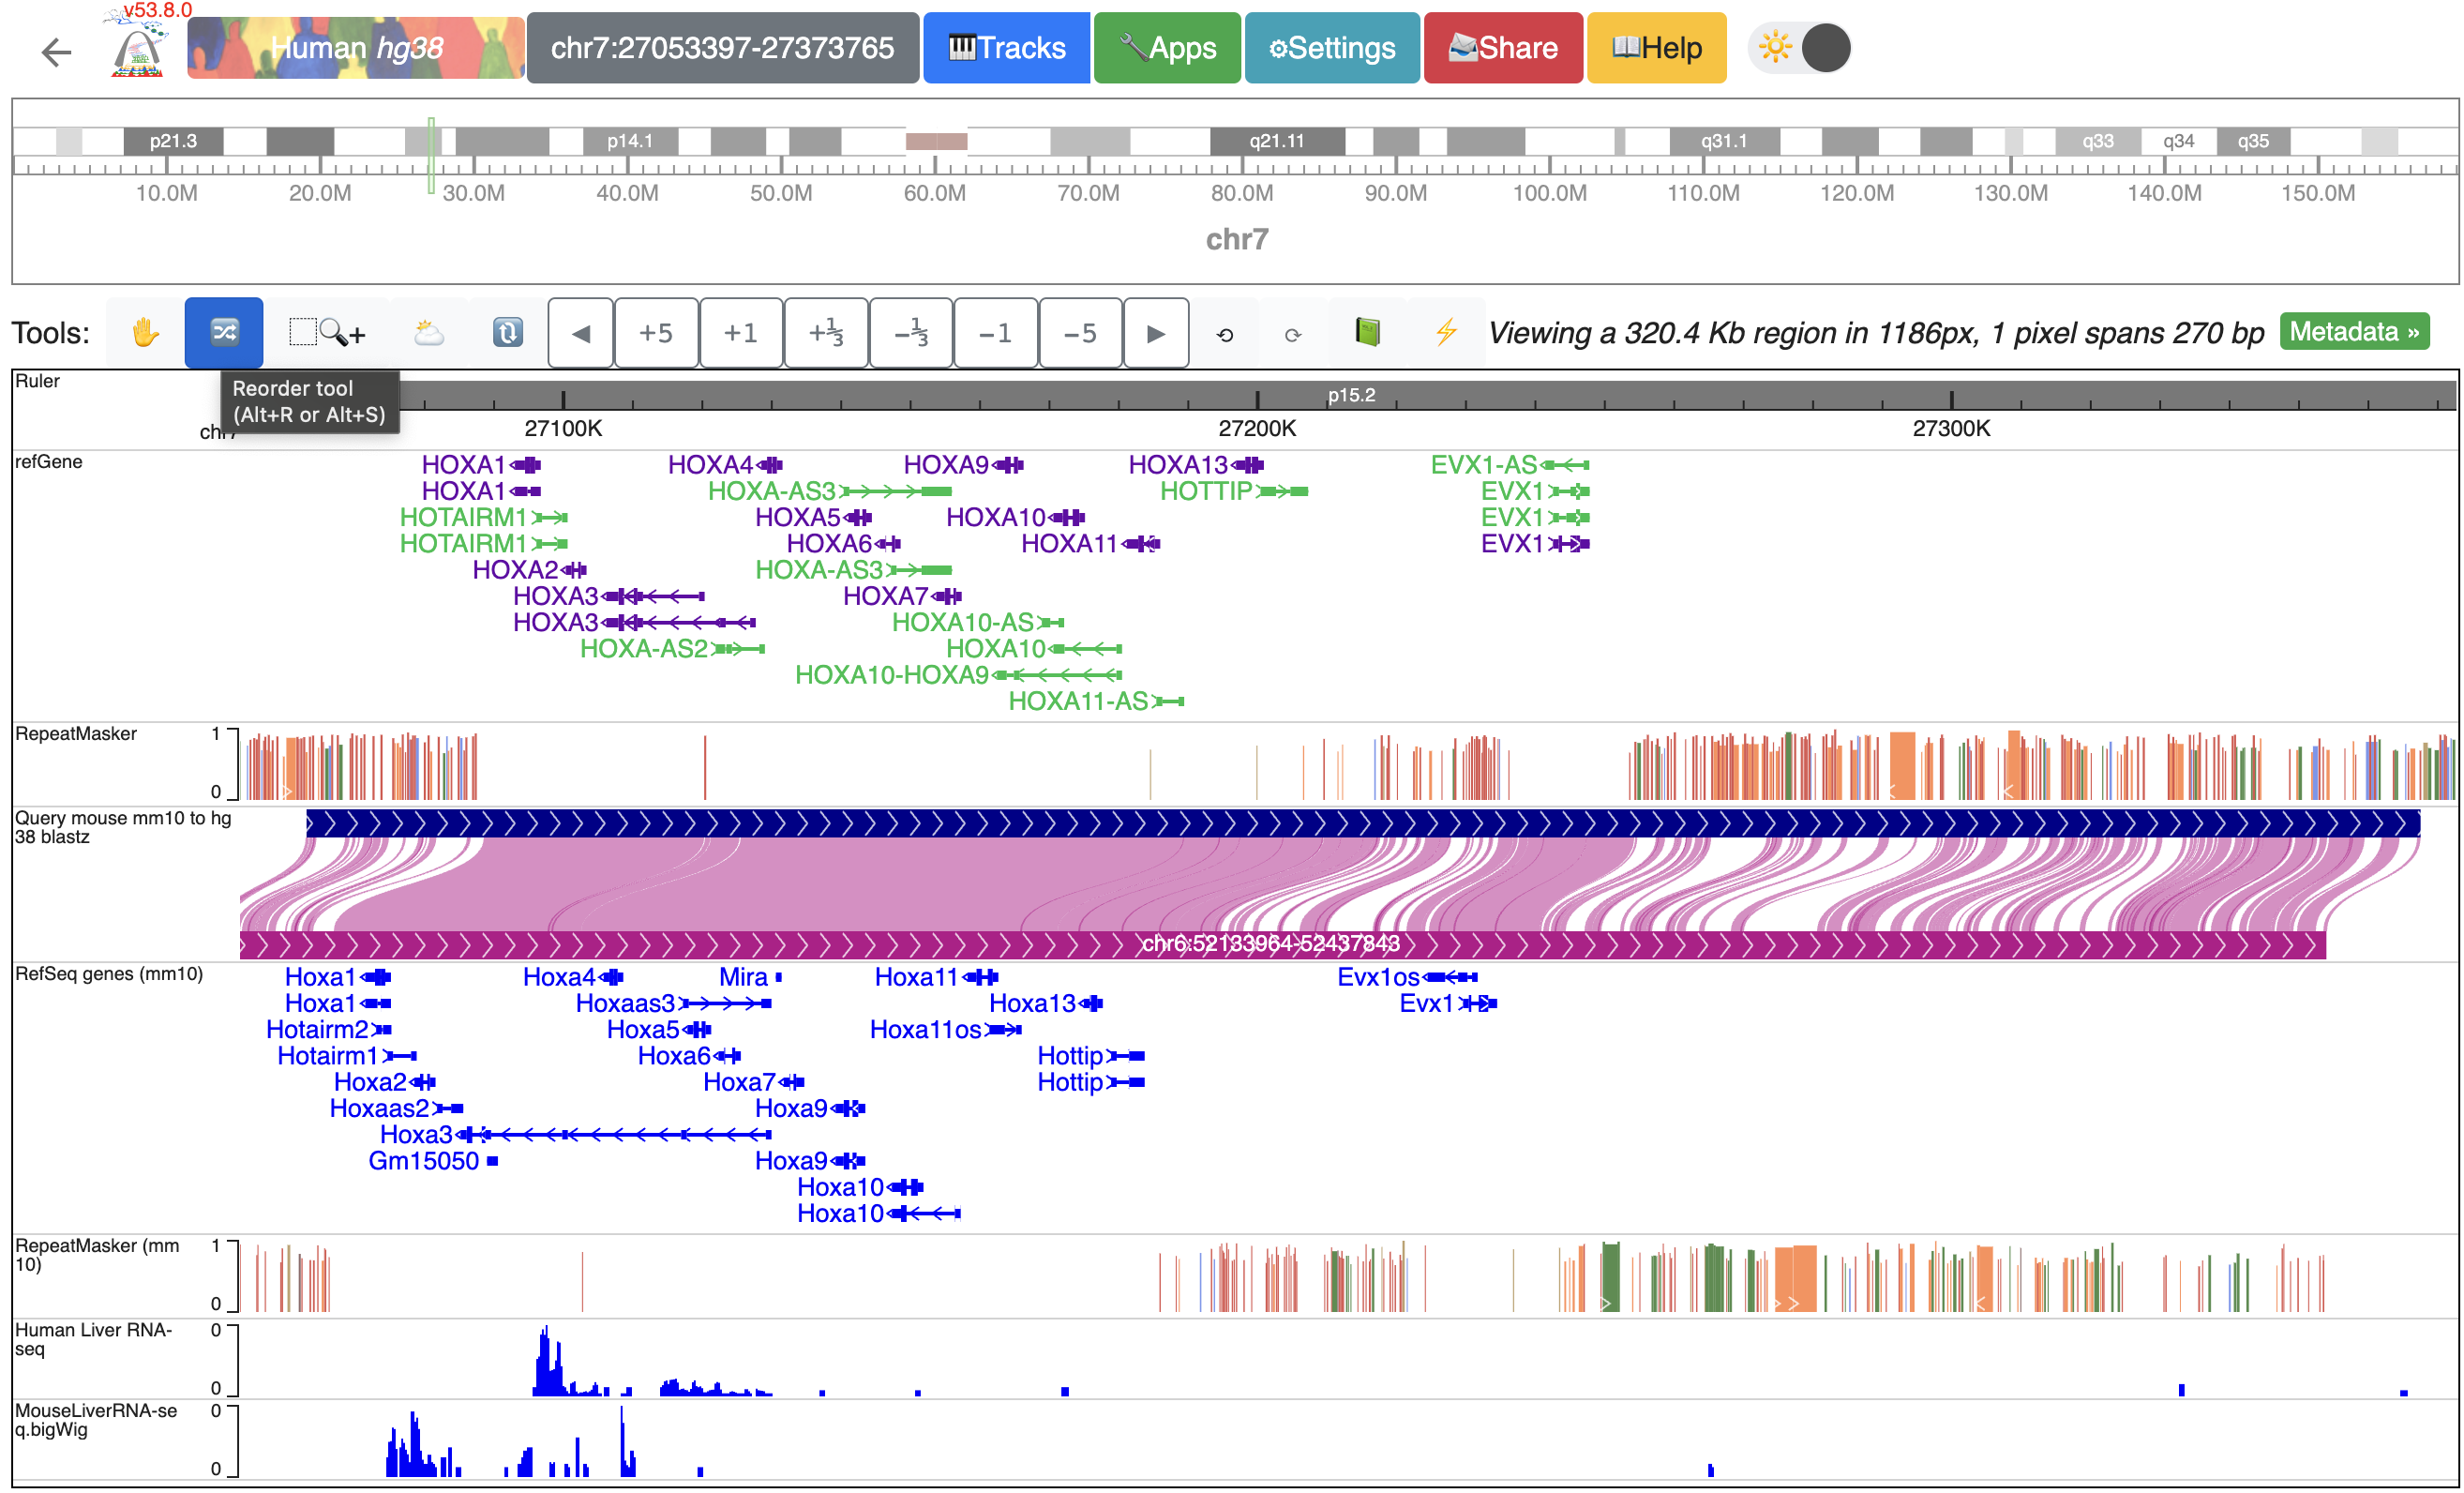 v53.8.0
Human hg38
chr7:27053397-27373765
Tracks
Apps
Settings
Share
Help
p21.3 p14.1 q21.11 q31.1 q33 q34 q35
10.0M 20.0M 30.0M 40.0M 50.0M 60.0M 70.0M 80.0M 90.0M 100.0M 110.0M 120.0M 130.0M 140.0M 150.0M
chr7
Tools: + ◀ +5 +1 +⅓ -⅓ -1 -5 ▶ Viewing a 320.4 Kb region in 1186px, 1 pixel spans 270 bp Metadata »
Reorder tool
(Alt+R or Alt+S)
Ruler p15.2
chr7 27100K 27200K 27300K
refGene
HOXA1 HOXA4 HOXA9 HOXA13 EVX1-AS
HOXA1 HOXA-AS3 HOTTIP EVX1
HOTAIRM1 HOXA5 HOXA10 EVX1
HOTAIRM1 HOXA6 HOXA11 EVX1
HOXA2 HOXA-AS3
HOXA3 HOXA7
HOXA3 HOXA10-AS
HOXA-AS2 HOXA10
HOXA10-HOXA9
HOXA11-AS
RepeatMasker 1
0
Query mouse mm10 to hg
38 blastz
chr6:52133964-52437843
RefSeq genes (mm10)
Hoxa1 Hoxa4 Mira Hoxa11 Evx1os
Hoxa1 Hoxaas3 Hoxa13 Evx1
Hotairm2 Hoxa5 Hoxa11os
Hotairm1 Hoxa6 Hottip
Hoxa2 Hoxa7 Hottip
Hoxaas2 Hoxa9
Hoxa3
Gm15050 Hoxa9
Hoxa10
Hoxa10
RepeatMasker (mm 1
10)
0
Human Liver RNA- 0
seq
0
MouseLiverRNA-se 0
q.bigWig
0